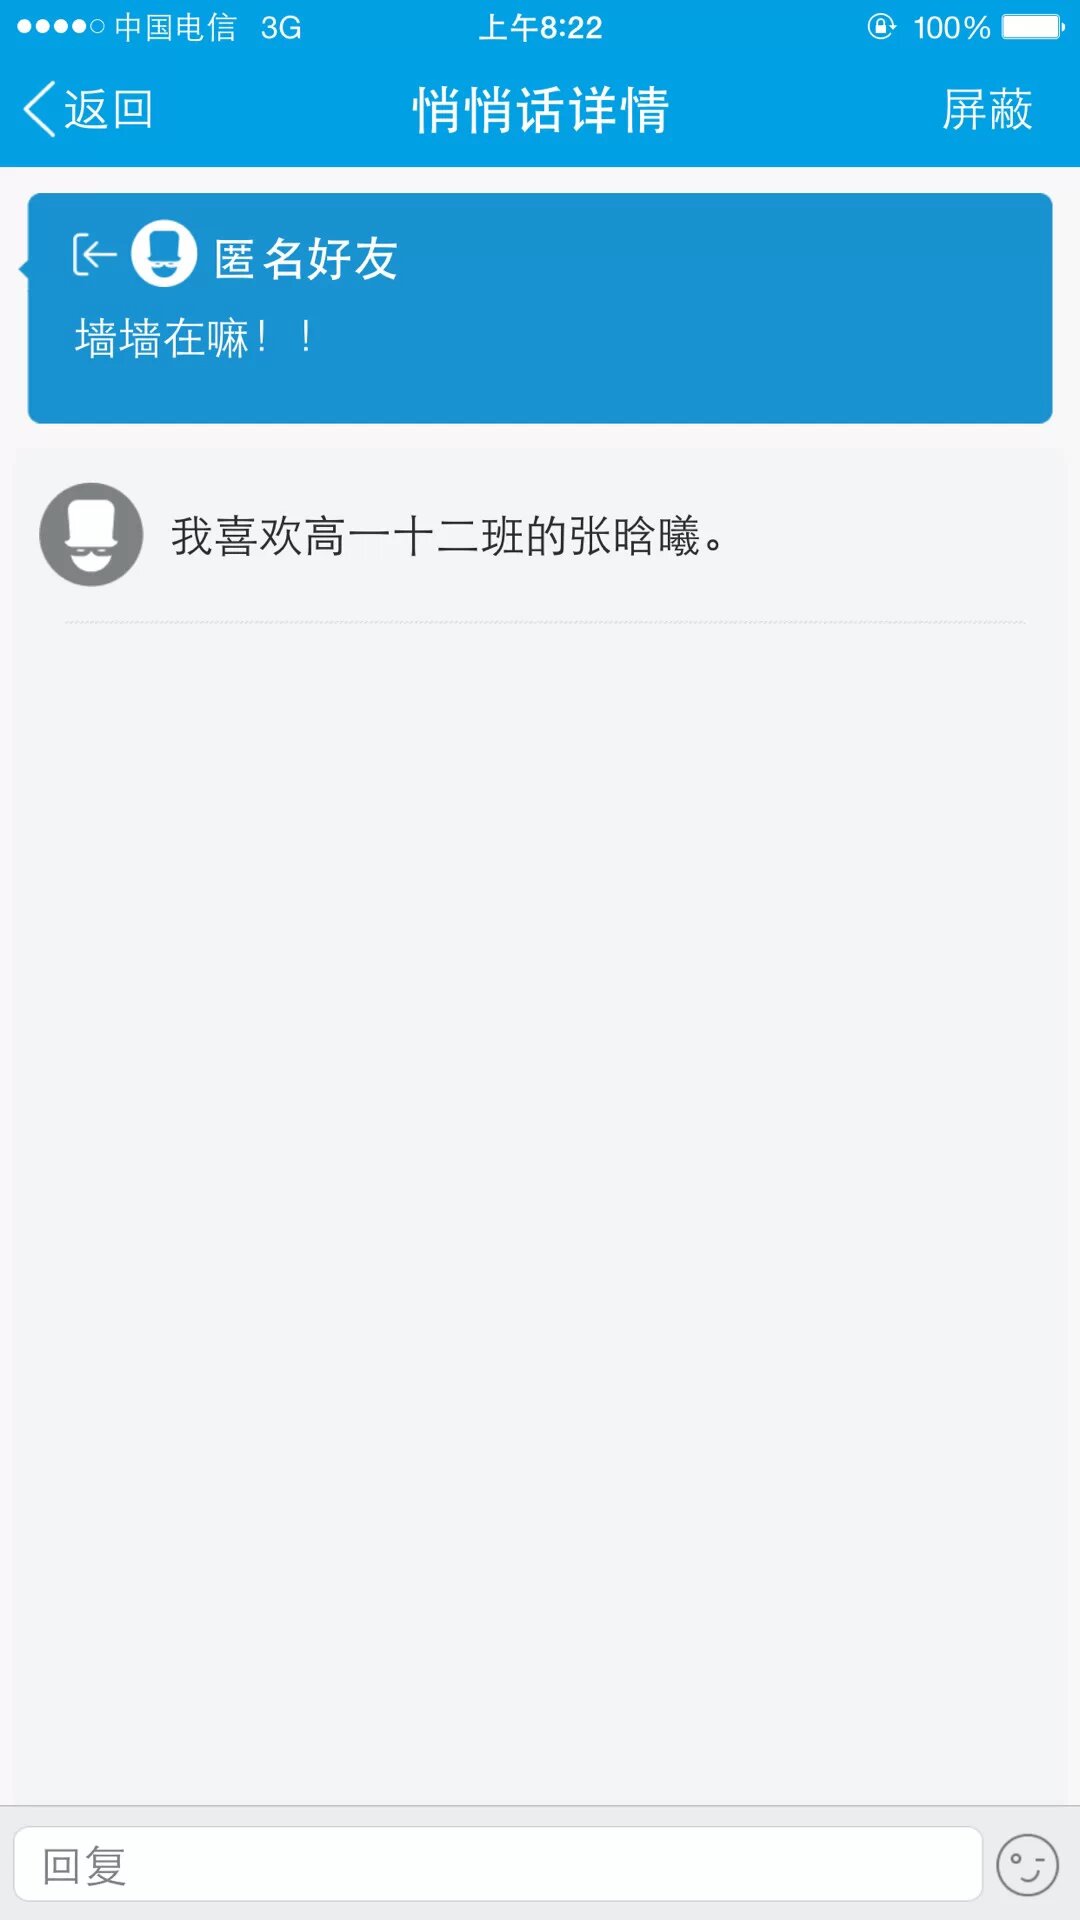 中国电信 3G 上午8:22 100%
返回 悄悄话详情 屏蔽
匿名好友
墙墙在嘛！！
我喜欢高一十二班的张晗曦。
回复